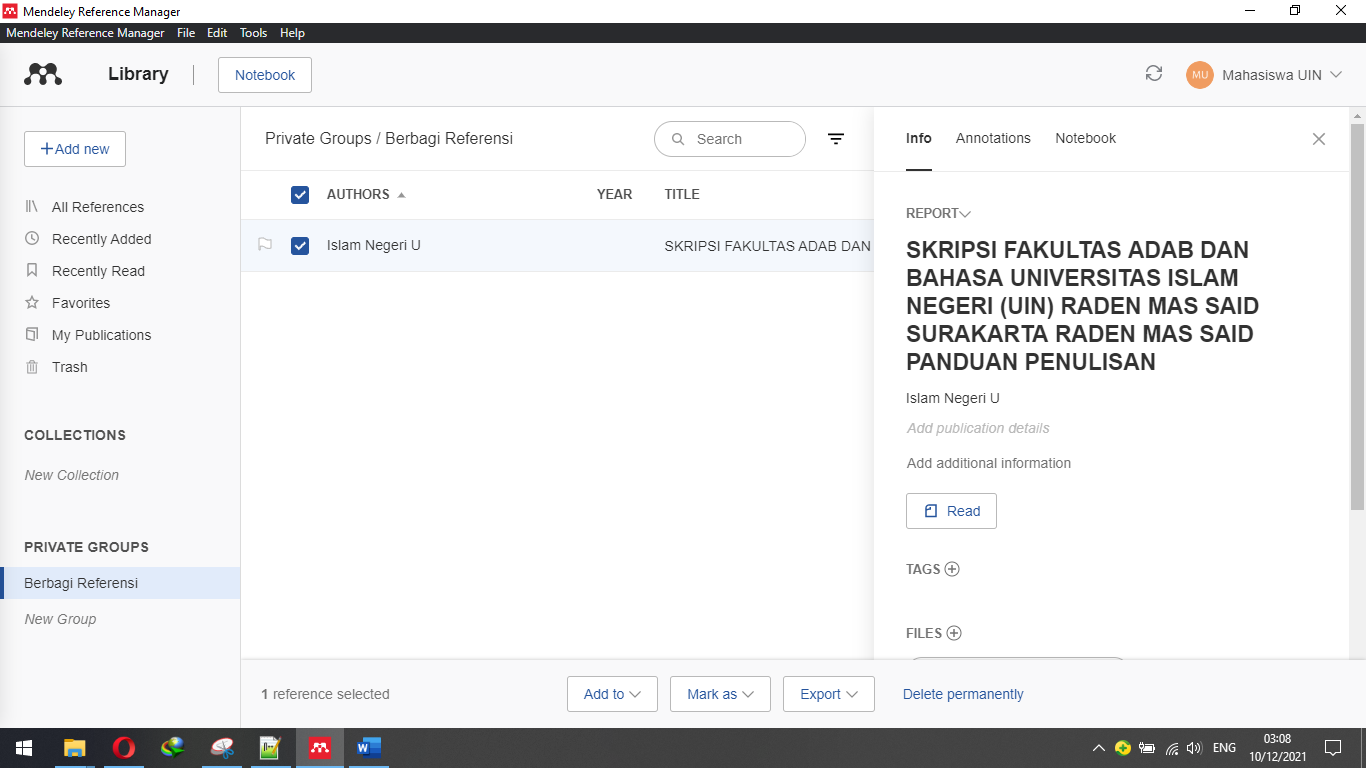 Mendeley Reference Manager
Mendeley Reference Manager File Edit Tools Help
Library
Notebook
MU
Mahasiswa UIN
Add new
All References
Recently Added
Recently Read
Favorites
My Publications
Trash
COLLECTIONS
New Collection
PRIVATE GROUPS
Berbagi Referensi
New Group
Private Groups / Berbagi Referensi
Search
AUTHORS YEAR TITLE
Islam Negeri U SKRIPSI FAKULTAS ADAB DAN
Info Annotations Notebook
REPORT
SKRIPSI FAKULTAS ADAB DAN
BAHASA UNIVERSITAS ISLAM
NEGERI (UIN) RADEN MAS SAID
SURAKARTA RADEN MAS SAID
PANDUAN PENULISAN
Islam Negeri U
Add publication details
Add additional information
Read
TAGS
FILES
1 reference selected
Add to
Mark as
Export
Delete permanently
ENG
03:08
10/12/2021